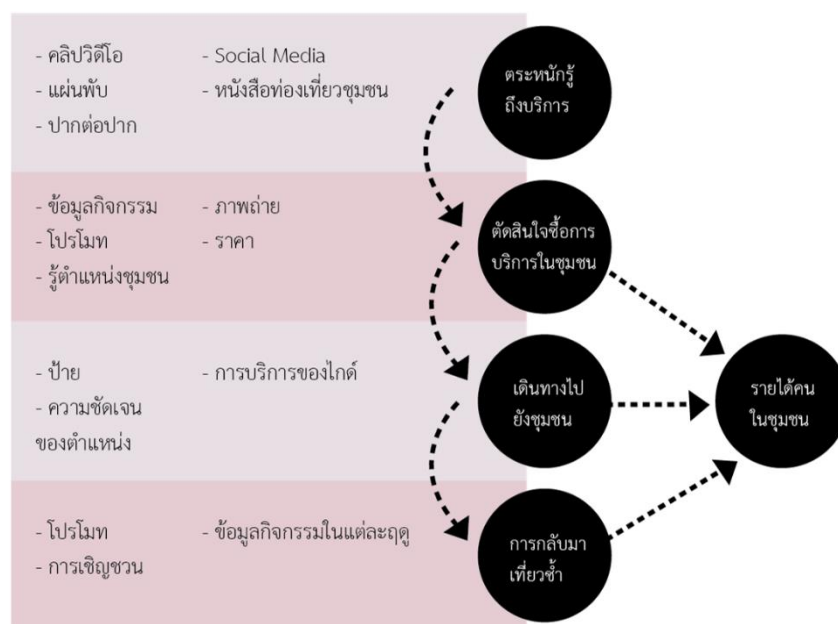 - คลิปวิดีโอ
- แผ่นพับ
- ปากต่อปาก
- Social Media
- หนังสือท่องเที่ยวชุมชน
ตระหนักรู้
ถึงบริการ
- ข้อมูลกิจกรรม
- โปรโมท
- รู้ตำแหน่งชุมชน
- ภาพถ่าย
- ราคา
ตัดสินใจซื้อการ
บริการในชุมชน
- ป้าย
- ความชัดเจน
ของตำแหน่ง
- การบริการของไกด์
เดินทางไป
ยังชุมชน
รายได้คน
ในชุมชน
- โปรโมท
- การเชิญชวน
- ข้อมูลกิจกรรมในแต่ละฤดู
การกลับมา
เที่ยวซ้ำ